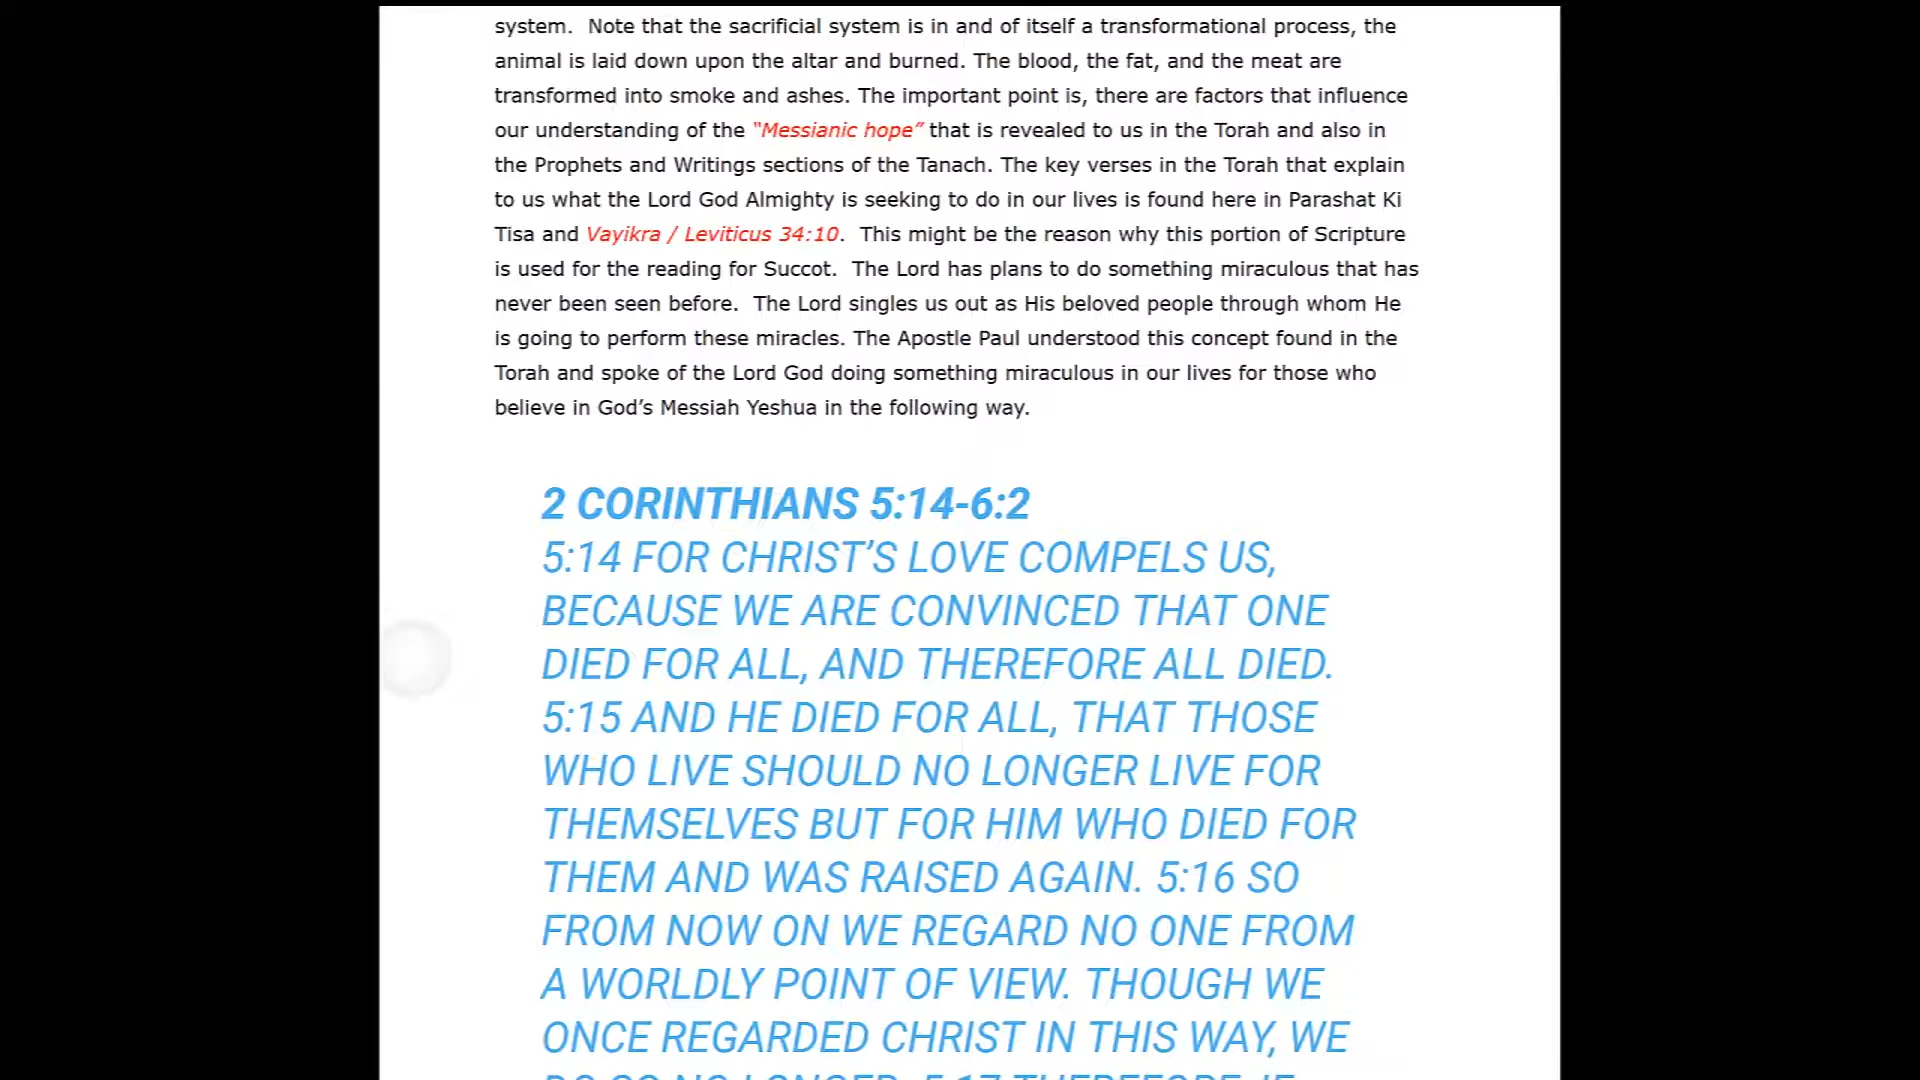 system.  Note that the sacrificial system is in and of itself a transformational process, the
animal is laid down upon the altar and burned. The blood, the fat, and the meat are
transformed into smoke and ashes. The important point is, there are factors that influence
our understanding of the “Messianic hope” that is revealed to us in the Torah and also in
the Prophets and Writings sections of the Tanach. The key verses in the Torah that explain
to us what the Lord God Almighty is seeking to do in our lives is found here in Parashat Ki
Tisa and Vayikra / Leviticus 34:10.  This might be the reason why this portion of Scripture
is used for the reading for Succot.  The Lord has plans to do something miraculous that has
never been seen before.  The Lord singles us out as His beloved people through whom He
is going to perform these miracles. The Apostle Paul understood this concept found in the
Torah and spoke of the Lord God doing something miraculous in our lives for those who
believe in God’s Messiah Yeshua in the following way.
2 CORINTHIANS 5:14-6:2
5:14 FOR CHRIST’S LOVE COMPELS US,
BECAUSE WE ARE CONVINCED THAT ONE
DIED FOR ALL, AND THEREFORE ALL DIED.
5:15 AND HE DIED FOR ALL, THAT THOSE
WHO LIVE SHOULD NO LONGER LIVE FOR
THEMSELVES BUT FOR HIM WHO DIED FOR
THEM AND WAS RAISED AGAIN. 5:16 SO
FROM NOW ON WE REGARD NO ONE FROM
A WORLDLY POINT OF VIEW. THOUGH WE
ONCE REGARDED CHRIST IN THIS WAY, WE
DO SO NO LONGER. 5:17 THEREFORE, IF